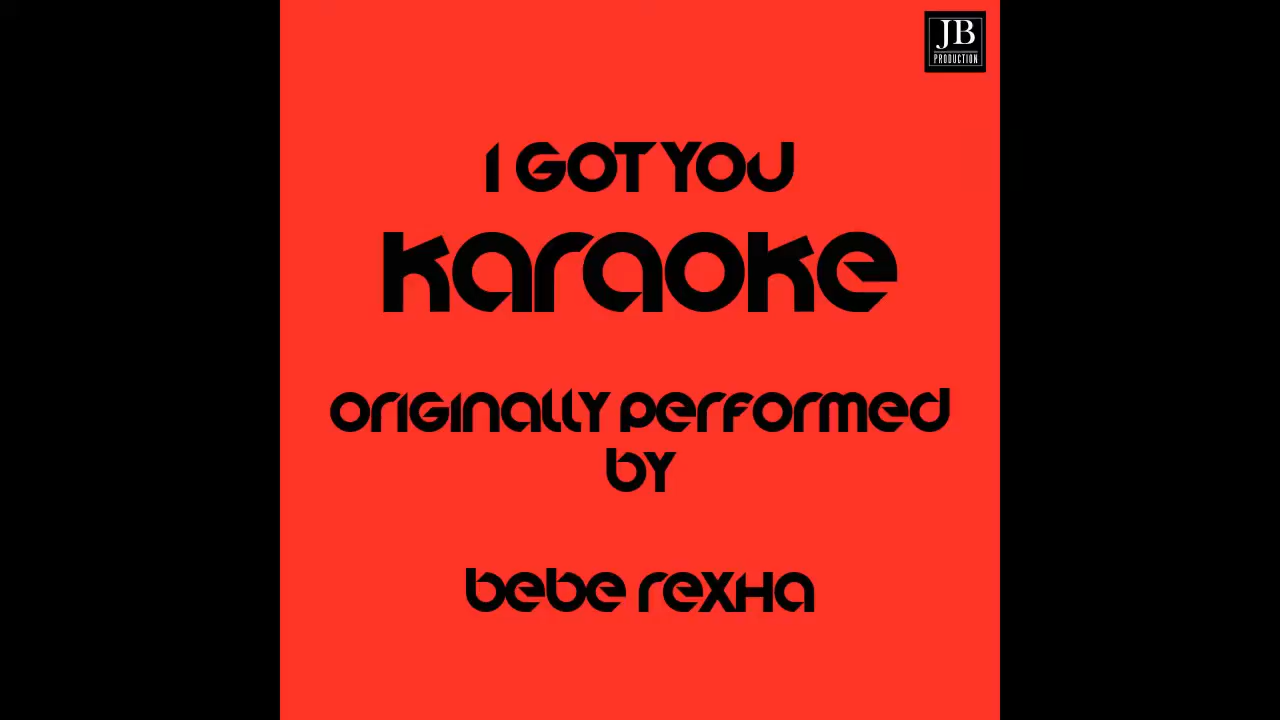 JB
PRODUCTION
I GOT YOU
KARAOKE
ORIGINALLY PERFORMED
BY
BEBE REXHA